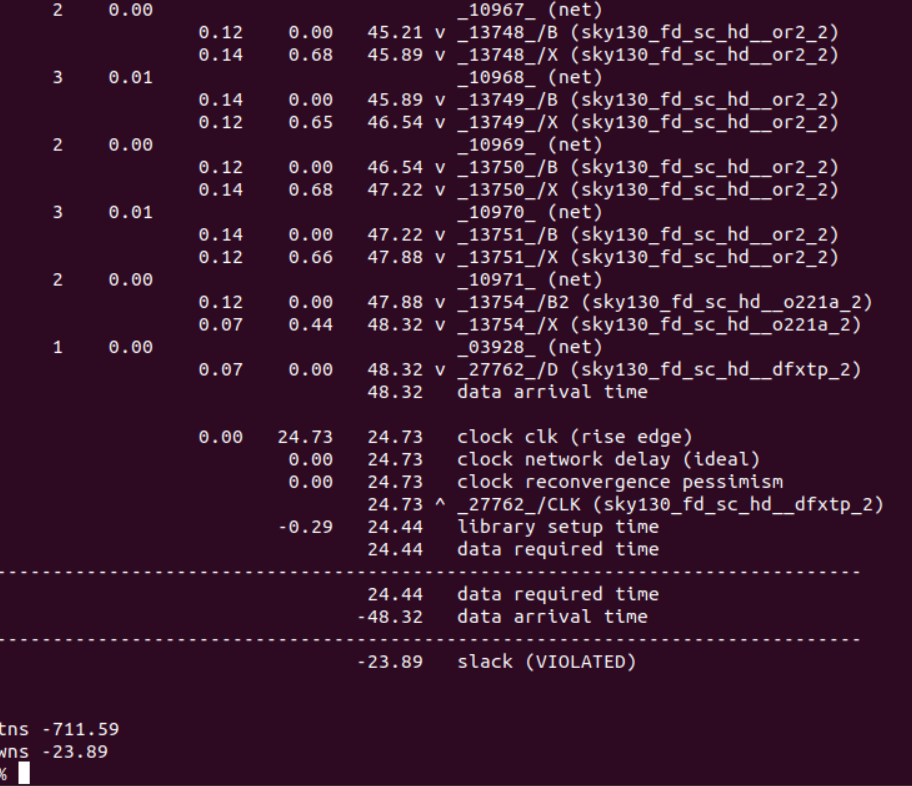 2 0.00 _10967_ (net)
0.12 0.00 45.21 v _13748_/B (sky130_fd_sc_hd__or2_2)
0.14 0.68 45.89 v _13748_/X (sky130_fd_sc_hd__or2_2)
3 0.01 _10968_ (net)
0.14 0.00 45.89 v _13749_/B (sky130_fd_sc_hd__or2_2)
0.12 0.65 46.54 v _13749_/X (sky130_fd_sc_hd__or2_2)
2 0.00 _10969_ (net)
0.12 0.00 46.54 v _13750_/B (sky130_fd_sc_hd__or2_2)
0.14 0.68 47.22 v _13750_/X (sky130_fd_sc_hd__or2_2)
3 0.01 _10970_ (net)
0.14 0.00 47.22 v _13751_/B (sky130_fd_sc_hd__or2_2)
0.12 0.66 47.88 v _13751_/X (sky130_fd_sc_hd__or2_2)
2 0.00 _10971_ (net)
0.12 0.00 47.88 v _13754_/B2 (sky130_fd_sc_hd__o221a_2)
0.07 0.44 48.32 v _13754_/X (sky130_fd_sc_hd__o221a_2)
1 0.00 _03928_ (net)
0.07 0.00 48.32 v _27762_/D (sky130_fd_sc_hd__dfxtp_2)
48.32 data arrival time
0.00 24.73 24.73 clock clk (rise edge)
0.00 24.73 clock network delay (ideal)
0.00 24.73 clock reconvergence pessimism
24.73 ^ _27762_/CLK (sky130_fd_sc_hd__dfxtp_2)
-0.29 24.44 library setup time
24.44 data required time
-----------------------------------------------------------------------------
24.44 data required time
-48.32 data arrival time
-----------------------------------------------------------------------------
-23.89 slack (VIOLATED)
tns -711.59
wns -23.89
%